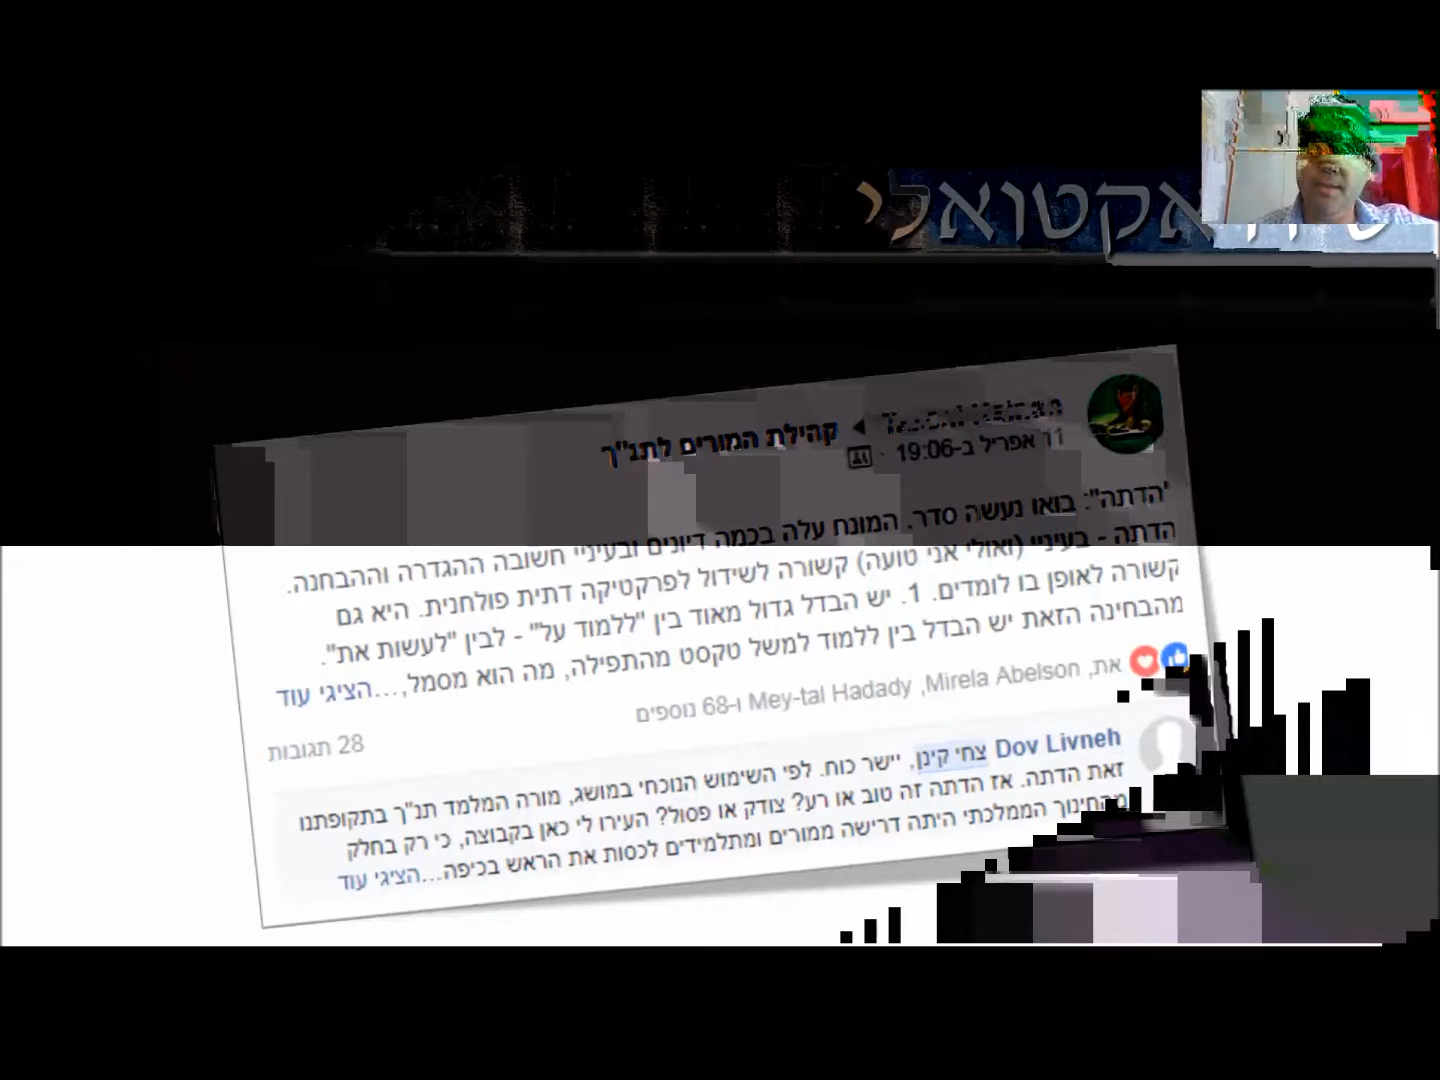 אקטואלי
קהילת המורים לתנ"ך
11 אפריל ב-19:06
"הדתה": בואו נעשה סדר. המונח עלה בכמה דיונים ובעיניי חשובה ההגדרה וההבחנה.
הדתה - בעיניי (ואולי אני טועה) קשורה לשידול לפרקטיקה דתית פולחנית. היא גם
קשורה לאופן בו לומדים. 1. יש הבדל גדול מאוד בין "ללמוד על" - לבין "לעשות את".
מהבחינה הזאת יש הבדל בין ללמוד למשל טקסט מהתפילה, מה הוא מסמל,...הציגי עוד
את, Mirela Abelson, Mey-tal Hadady ו-68 נוספים
28 תגובות
Dov Livneh צחי קינן, יישר כוח. לפי השימוש הנוכחי במושג, מורה המלמד תנ"ך בתקופתנו
זאת הדתה. אז הדתה זה טוב או רע? צודק או פסול? העירו לי כאן בקבוצה, כי רק בחלק
מהחינוך הממלכתי היתה דרישה ממורים ומתלמידים לכסות את הראש בכיפה...הציגי עוד